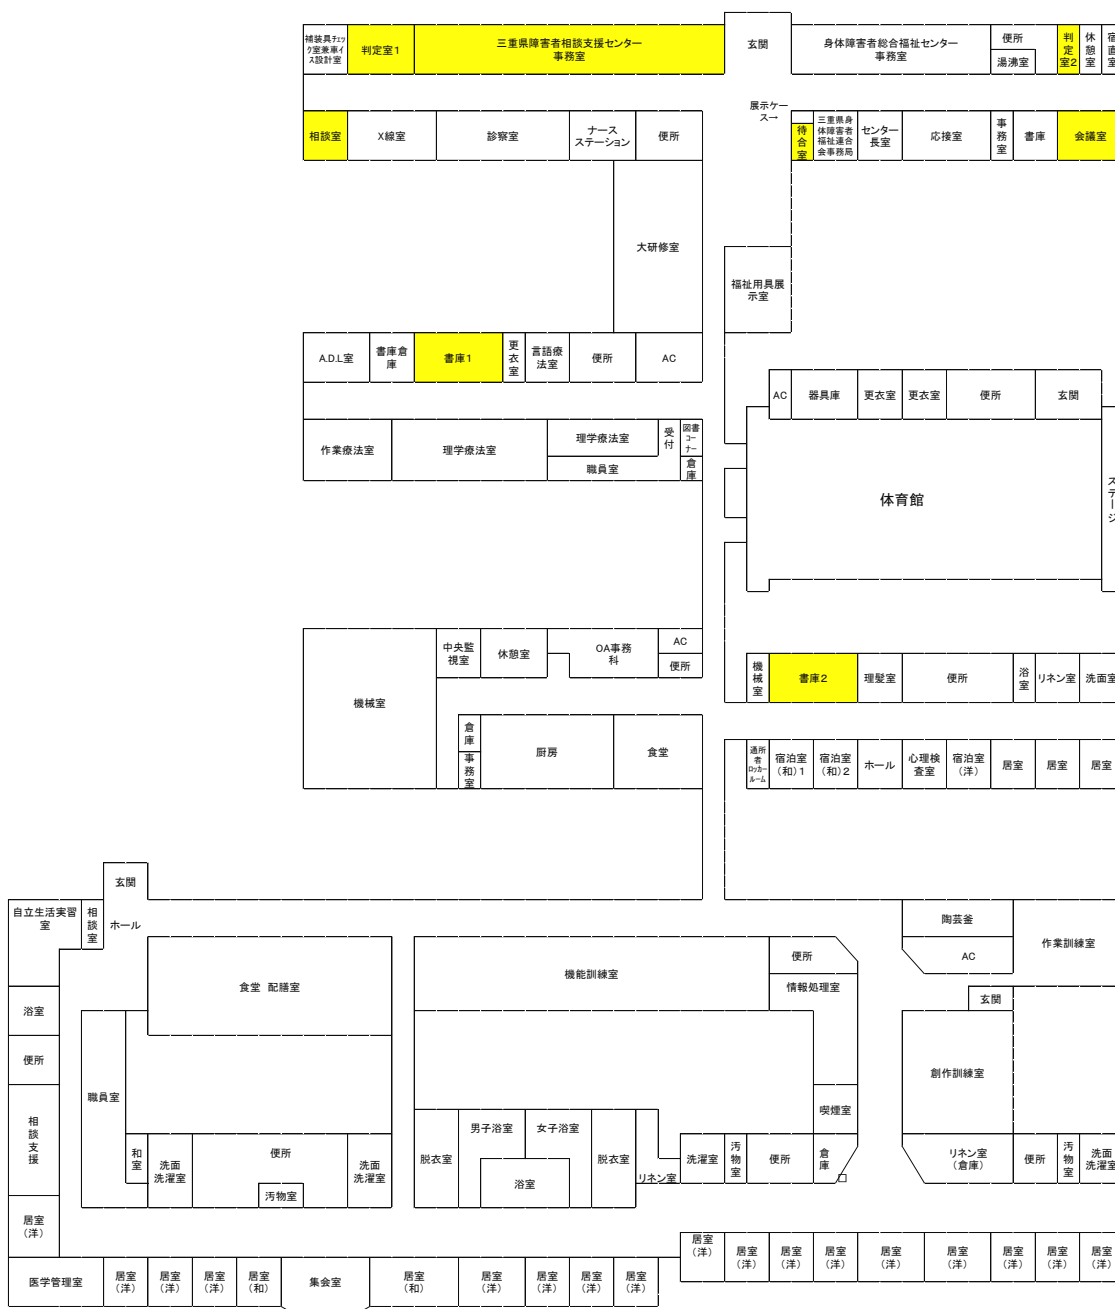 補装具チェッ
ク室兼車イ
ス設計室
判定室1
三重県障害者相談支援センター
事務室
玄関
身体障害者総合福祉センター
事務室
便所
湯沸室
判定室2
休憩室
宿直室
展示ケー
ス→
相談室
X線室
診察室
ナース
ステーション
便所
待合室
三重県身
体障害者
福祉連合
会事務局
センター
長室
応接室
事務室
書庫
会議室
大研修室
福祉用具展
示室
A.D.L室
書庫倉
庫
書庫1
更衣室
言語療
法室
便所
AC
AC
器具庫
更衣室
更衣室
便所
玄関
作業療法室
理学療法室
理学療法室
職員室
受付
図書
コー
ナー
倉庫
体育館
ステージ
機械室
中央監
視室
休憩室
OA事務
科
AC
便所
機械室
書庫2
理髪室
便所
浴室
リネン室
洗面室
倉庫
事務室
厨房
食堂
通所
者
ロッカー
ルーム
宿泊室
(和)1
宿泊室
(和)2
ホール
心理検
査室
宿泊室
(洋)
居室
居室
居室
玄関
自立生活実習
室
相談室
ホール
陶芸釜
AC
作業訓練室
食堂 配膳室
機能訓練室
便所
情報処理室
玄関
浴室
便所
職員室
創作訓練室
喫煙室
相談支援
和室
洗面
洗濯室
便所
汚物室
洗面
洗濯室
脱衣室
男子浴室
女子浴室
浴室
脱衣室
リネン室
洗濯室
汚物室
便所
倉庫
リネン室
(倉庫)
便所
汚物室
洗面
洗濯室
居室
(洋)
医学管理室
居室
(洋)
居室
(洋)
居室
(洋)
居室
(和)
集会室
居室
(和)
居室
(洋)
居室
(洋)
居室
(洋)
居室
(洋)
居室
(洋)
居室
(洋)
居室
(洋)
居室
(洋)
居室
(洋)
居室
(洋)
居室
(洋)
居室
(洋)
居室
(洋)